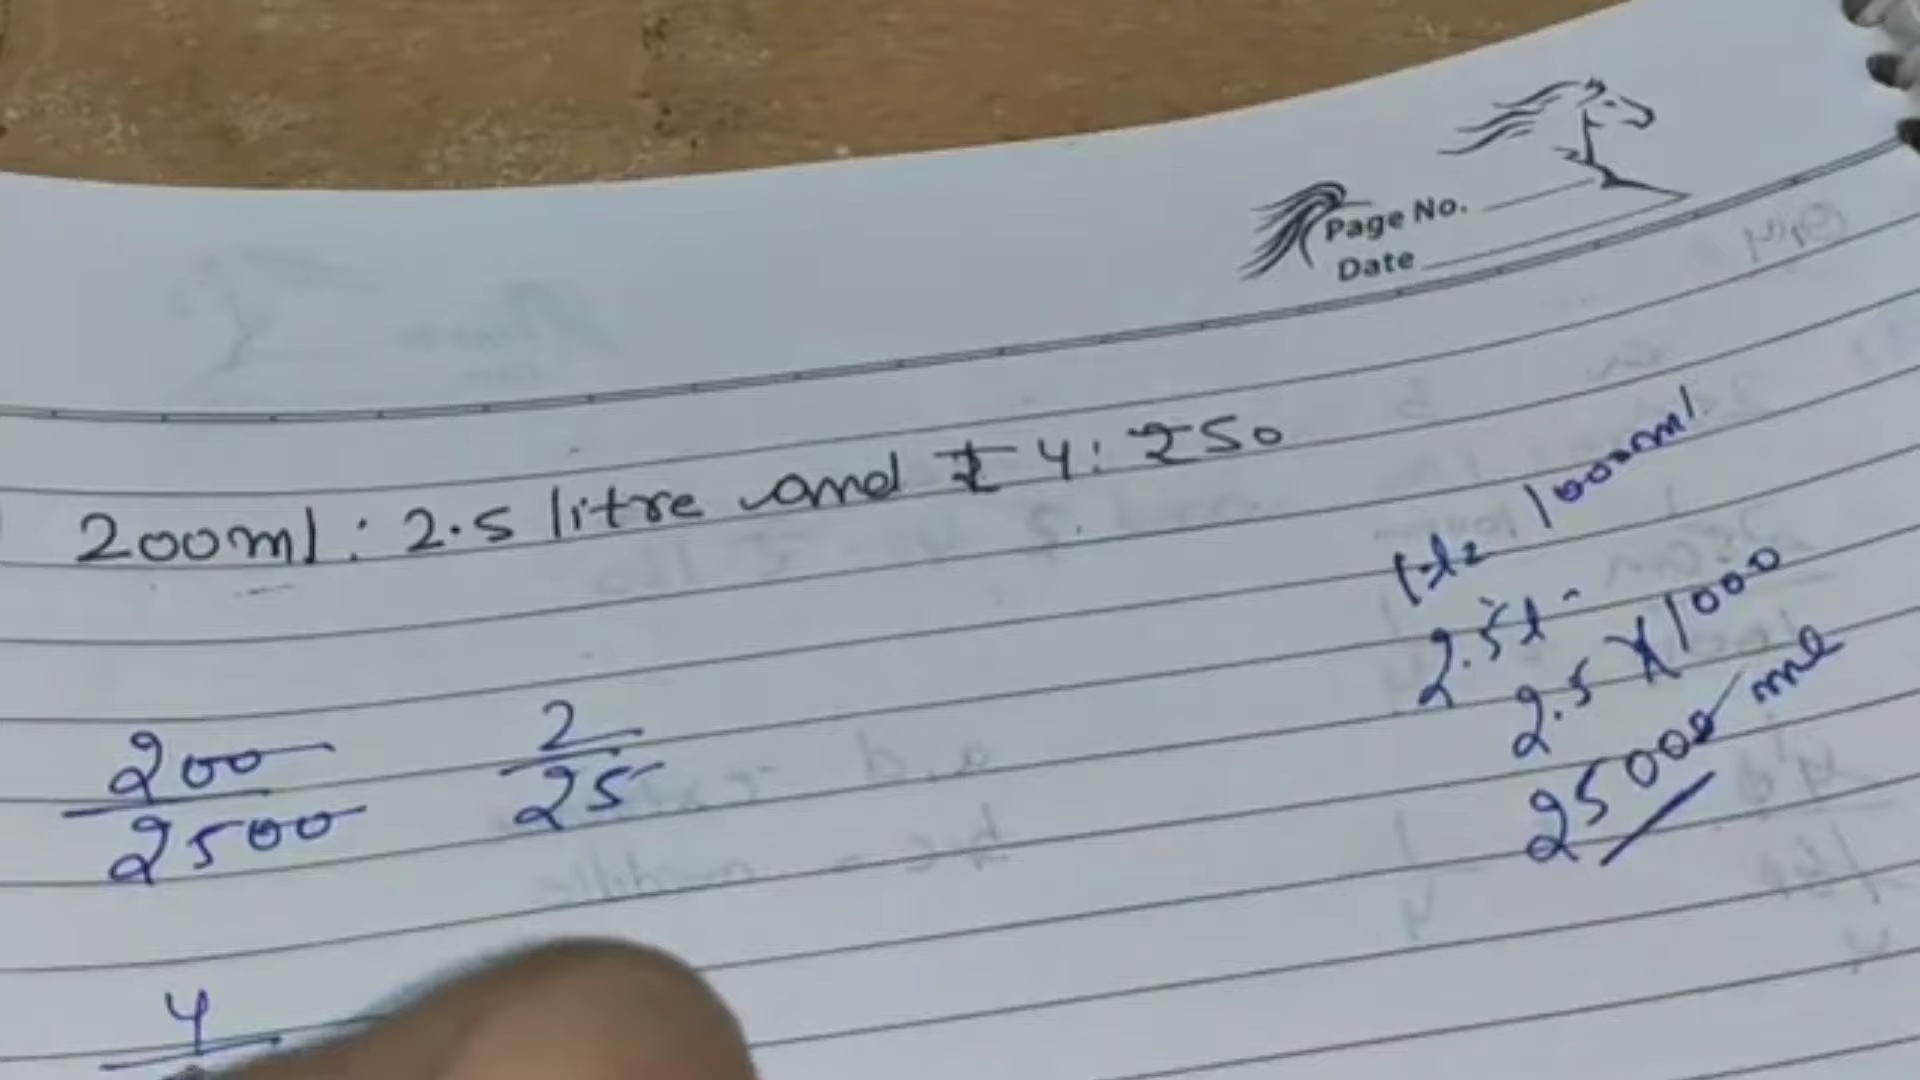 Page No.
Date
200ml : 2.5 litre and ₹ 4 : ₹50
1l = 1000ml
2.5l -
2.5 X 1000
25000 ml
200
2500
2
25
4